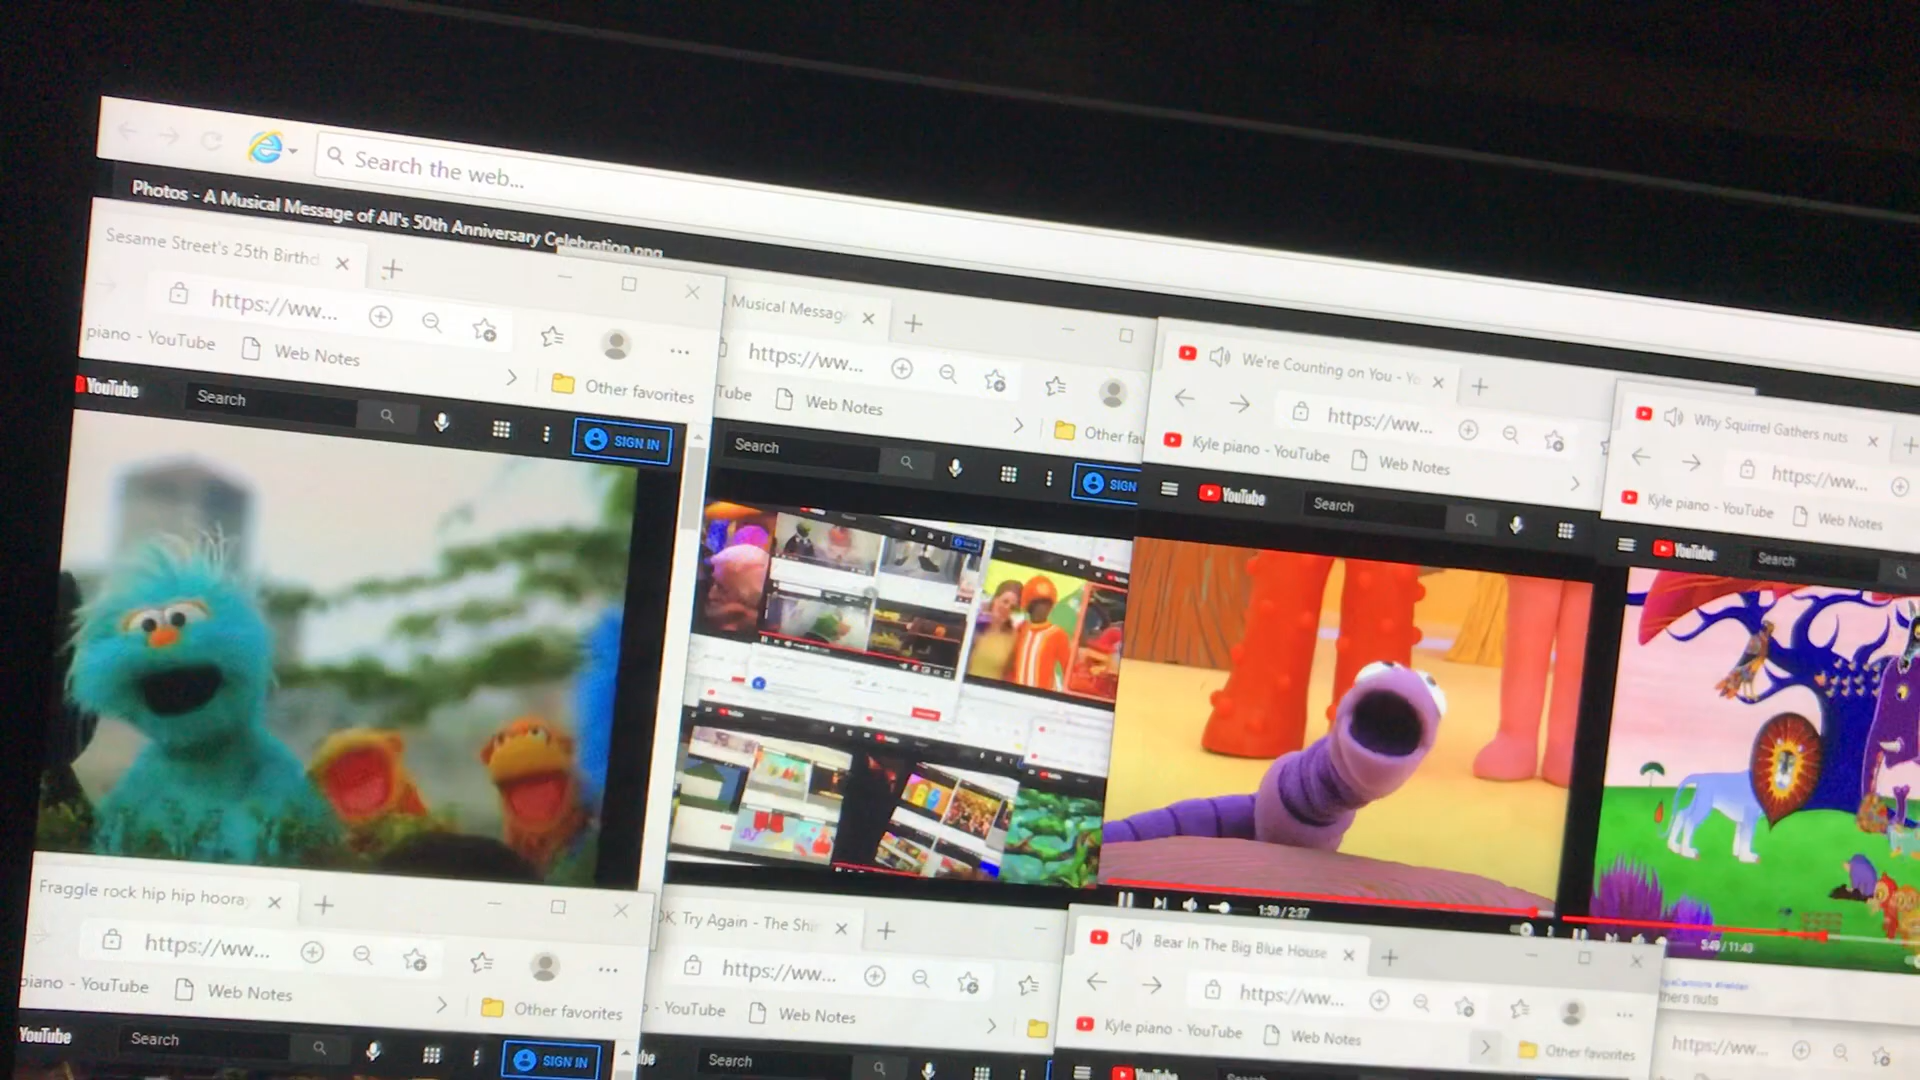 Search the web...
Photos - A Musical Message of All's 50th Anniversary Celebration.png
Sesame Street's 25th Birthd
https://ww...
piano - YouTube
Web Notes
Other favorites
YouTube
Search
SIGN IN
Musical Messag
https://ww...
Tube
Web Notes
Other fav
Search
SIGN
We're Counting on You - Yo
https://ww...
Kyle piano - YouTube
Web Notes
YouTube
Search
1:59 / 2:37
Why Squirrel Gathers nuts
https://ww...
Kyle piano - YouTube
Web Notes
YouTube
Search
5:49 / 11:43
hers nuts
https://ww...
Fraggle rock hip hip hoora
https://ww...
piano - YouTube
Web Notes
Other favorites
YouTube
Search
SIGN IN
OK, Try Again - The Shi
https://ww...
- YouTube
Web Notes
be
Search
Bear In The Big Blue House
https://ww...
Kyle piano - YouTube
Web Notes
Other favorites
YouTube